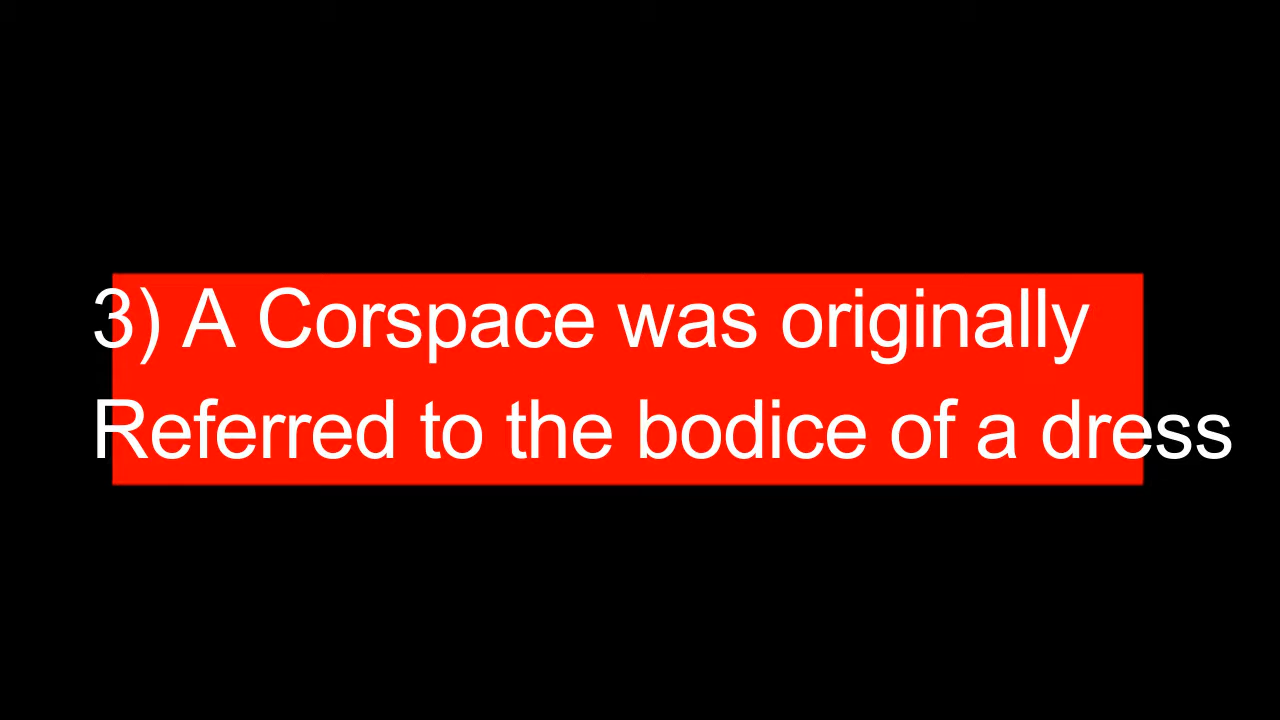 3) A Corspace was originally
Referred to the bodice of a dress